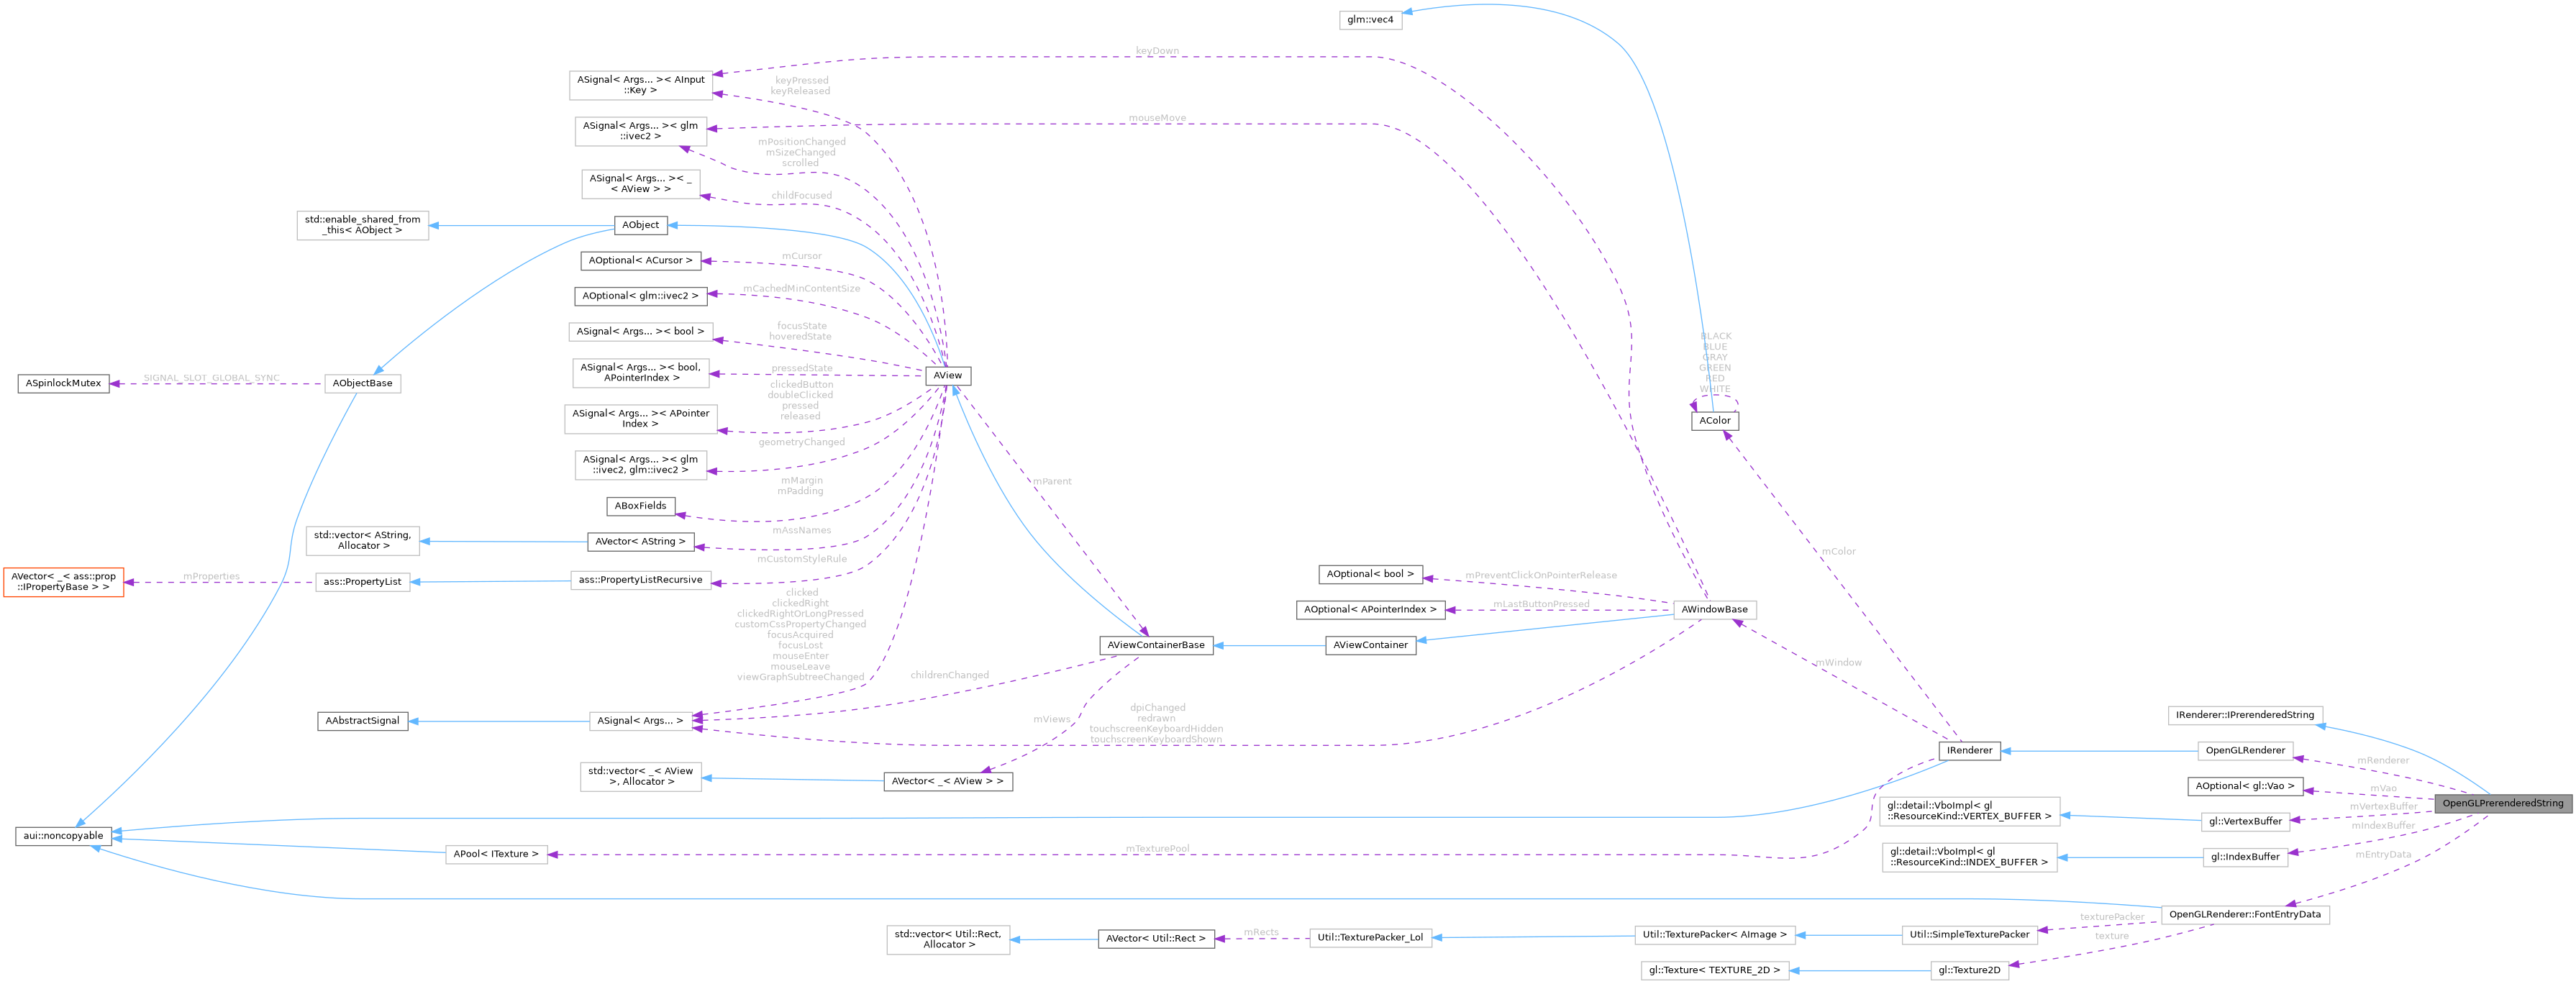 glm::vec4
keyDown
ASignal< Args... >< AInput
::Key >
keyPressed
keyReleased
ASignal< Args... >< glm
::ivec2 >
mouseMove
mPositionChanged
mSizeChanged
scrolled
ASignal< Args... >< _
< AView > >
childFocused
std::enable_shared_from
_this< AObject >
AObject
AOptional< ACursor >
mCursor
AOptional< glm::ivec2 >
mCachedMinContentSize
ASignal< Args... >< bool >
focusState
hoveredState
BLACK
BLUE
GRAY
GREEN
RED
WHITE
ASignal< Args... >< bool,
APointerIndex >
pressedState
AView
ASpinlockMutex
SIGNAL_SLOT_GLOBAL_SYNC
AObjectBase
clickedButton
doubleClicked
pressed
released
ASignal< Args... >< APointer
Index >
AColor
geometryChanged
ASignal< Args... >< glm
::ivec2, glm::ivec2 >
mMargin
mPadding
mParent
ABoxFields
std::vector< AString,
Allocator >
AVector< AString >
mAssNames
mColor
mCustomStyleRule
AVector< _< ass::prop
::IPropertyBase > >
mProperties
ass::PropertyList
ass::PropertyListRecursive
AOptional< bool >
mPreventClickOnPointerRelease
AOptional< APointerIndex >
mLastButtonPressed
AWindowBase
clicked
clickedRight
clickedRightOrLongPressed
customCssPropertyChanged
focusAcquired
focusLost
mouseEnter
mouseLeave
viewGraphSubtreeChanged
AViewContainerBase
AViewContainer
mWindow
childrenChanged
AAbstractSignal
ASignal< Args... >
mViews
dpiChanged
redrawn
touchscreenKeyboardHidden
touchscreenKeyboardShown
IRenderer::IPrerenderedString
IRenderer
OpenGLRenderer
mRenderer
std::vector< _< AView
>, Allocator >
AVector< _< AView > >
AOptional< gl::Vao >
mVao
OpenGLPrerenderedString
gl::detail::VboImpl< gl
::ResourceKind::VERTEX_BUFFER >
gl::VertexBuffer
mVertexBuffer
aui::noncopyable
APool< ITexture >
mTexturePool
mIndexBuffer
gl::detail::VboImpl< gl
::ResourceKind::INDEX_BUFFER >
gl::IndexBuffer
mEntryData
OpenGLRenderer::FontEntryData
texturePacker
std::vector< Util::Rect,
Allocator >
AVector< Util::Rect >
mRects
Util::TexturePacker_Lol
Util::TexturePacker< AImage >
Util::SimpleTexturePacker
texture
gl::Texture< TEXTURE_2D >
gl::Texture2D